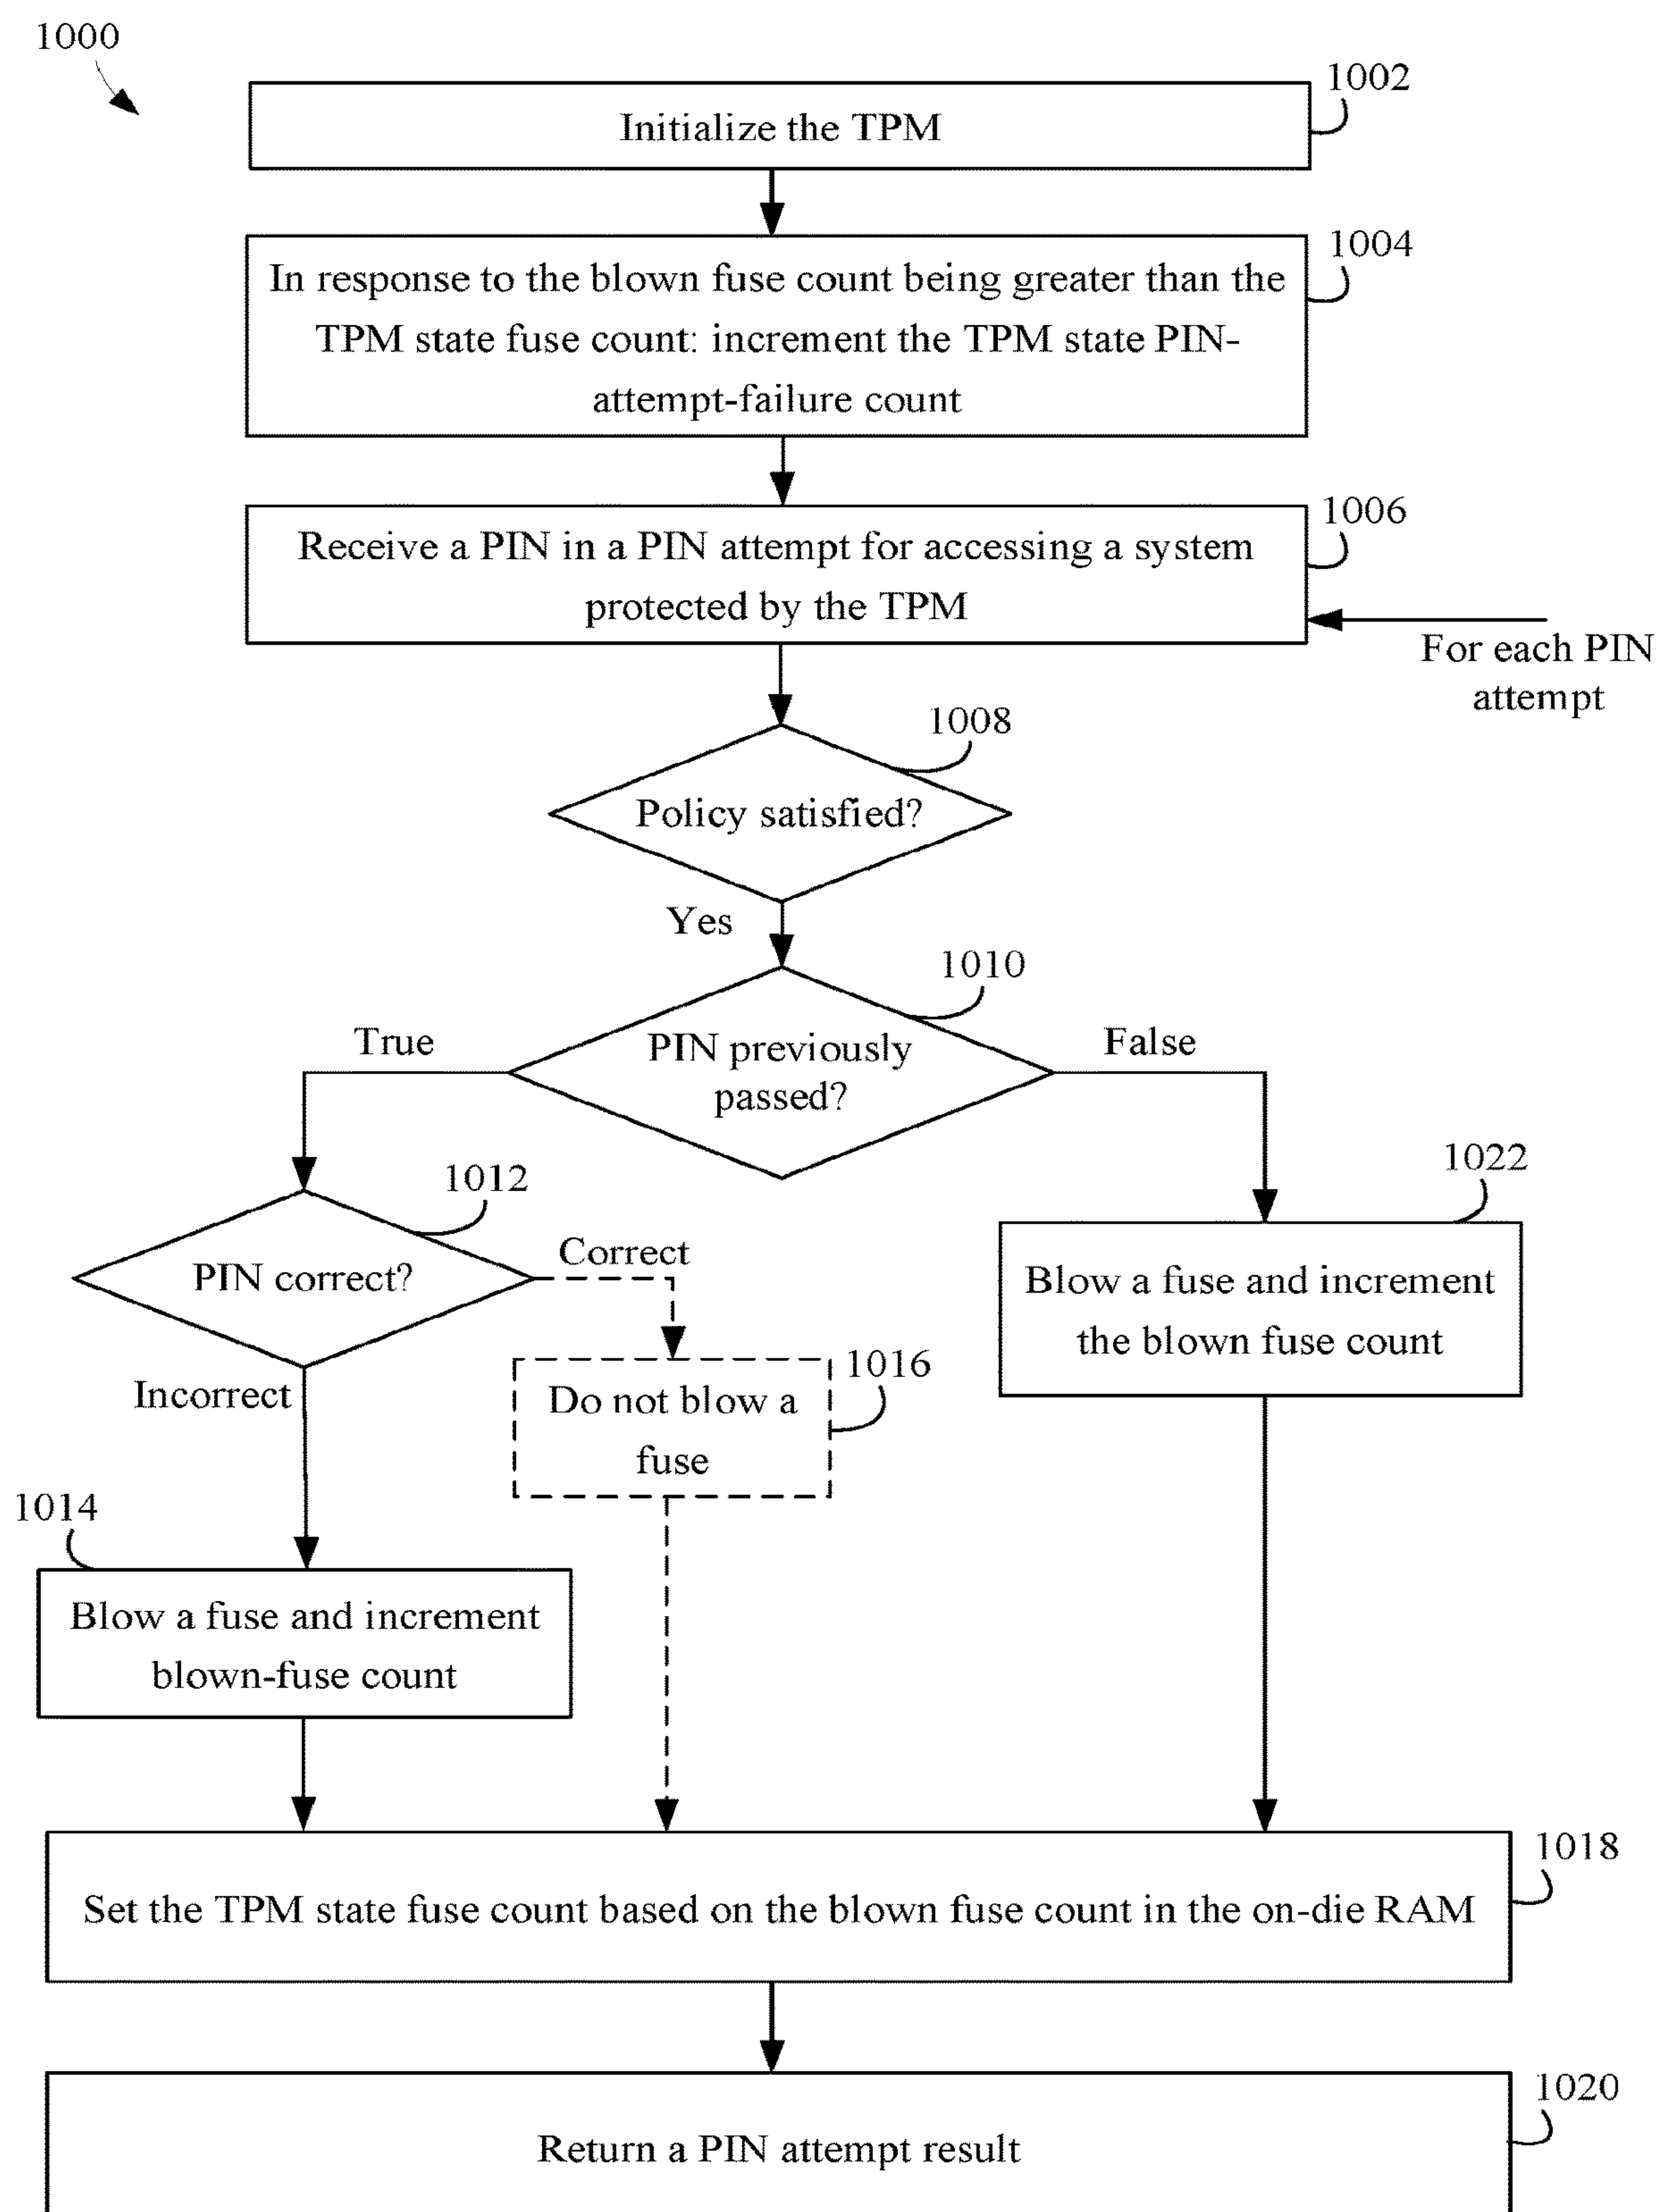 1000
1002
Initialize the TPM
1004
In response to the blown fuse count being greater than the
TPM state fuse count: increment the TPM state PIN-
attempt-failure count
1006
Receive a PIN in a PIN attempt for accessing a system
protected by the TPM
For each PIN
attempt
1008
Policy satisfied?
Yes
1010
PIN previously
passed?
True
False
1012
PIN correct?
Correct
Incorrect
1022
Blow a fuse and increment
the blown fuse count
1016
Do not blow a
fuse
1014
Blow a fuse and increment
blown-fuse count
1018
Set the TPM state fuse count based on the blown fuse count in the on-die RAM
1020
Return a PIN attempt result